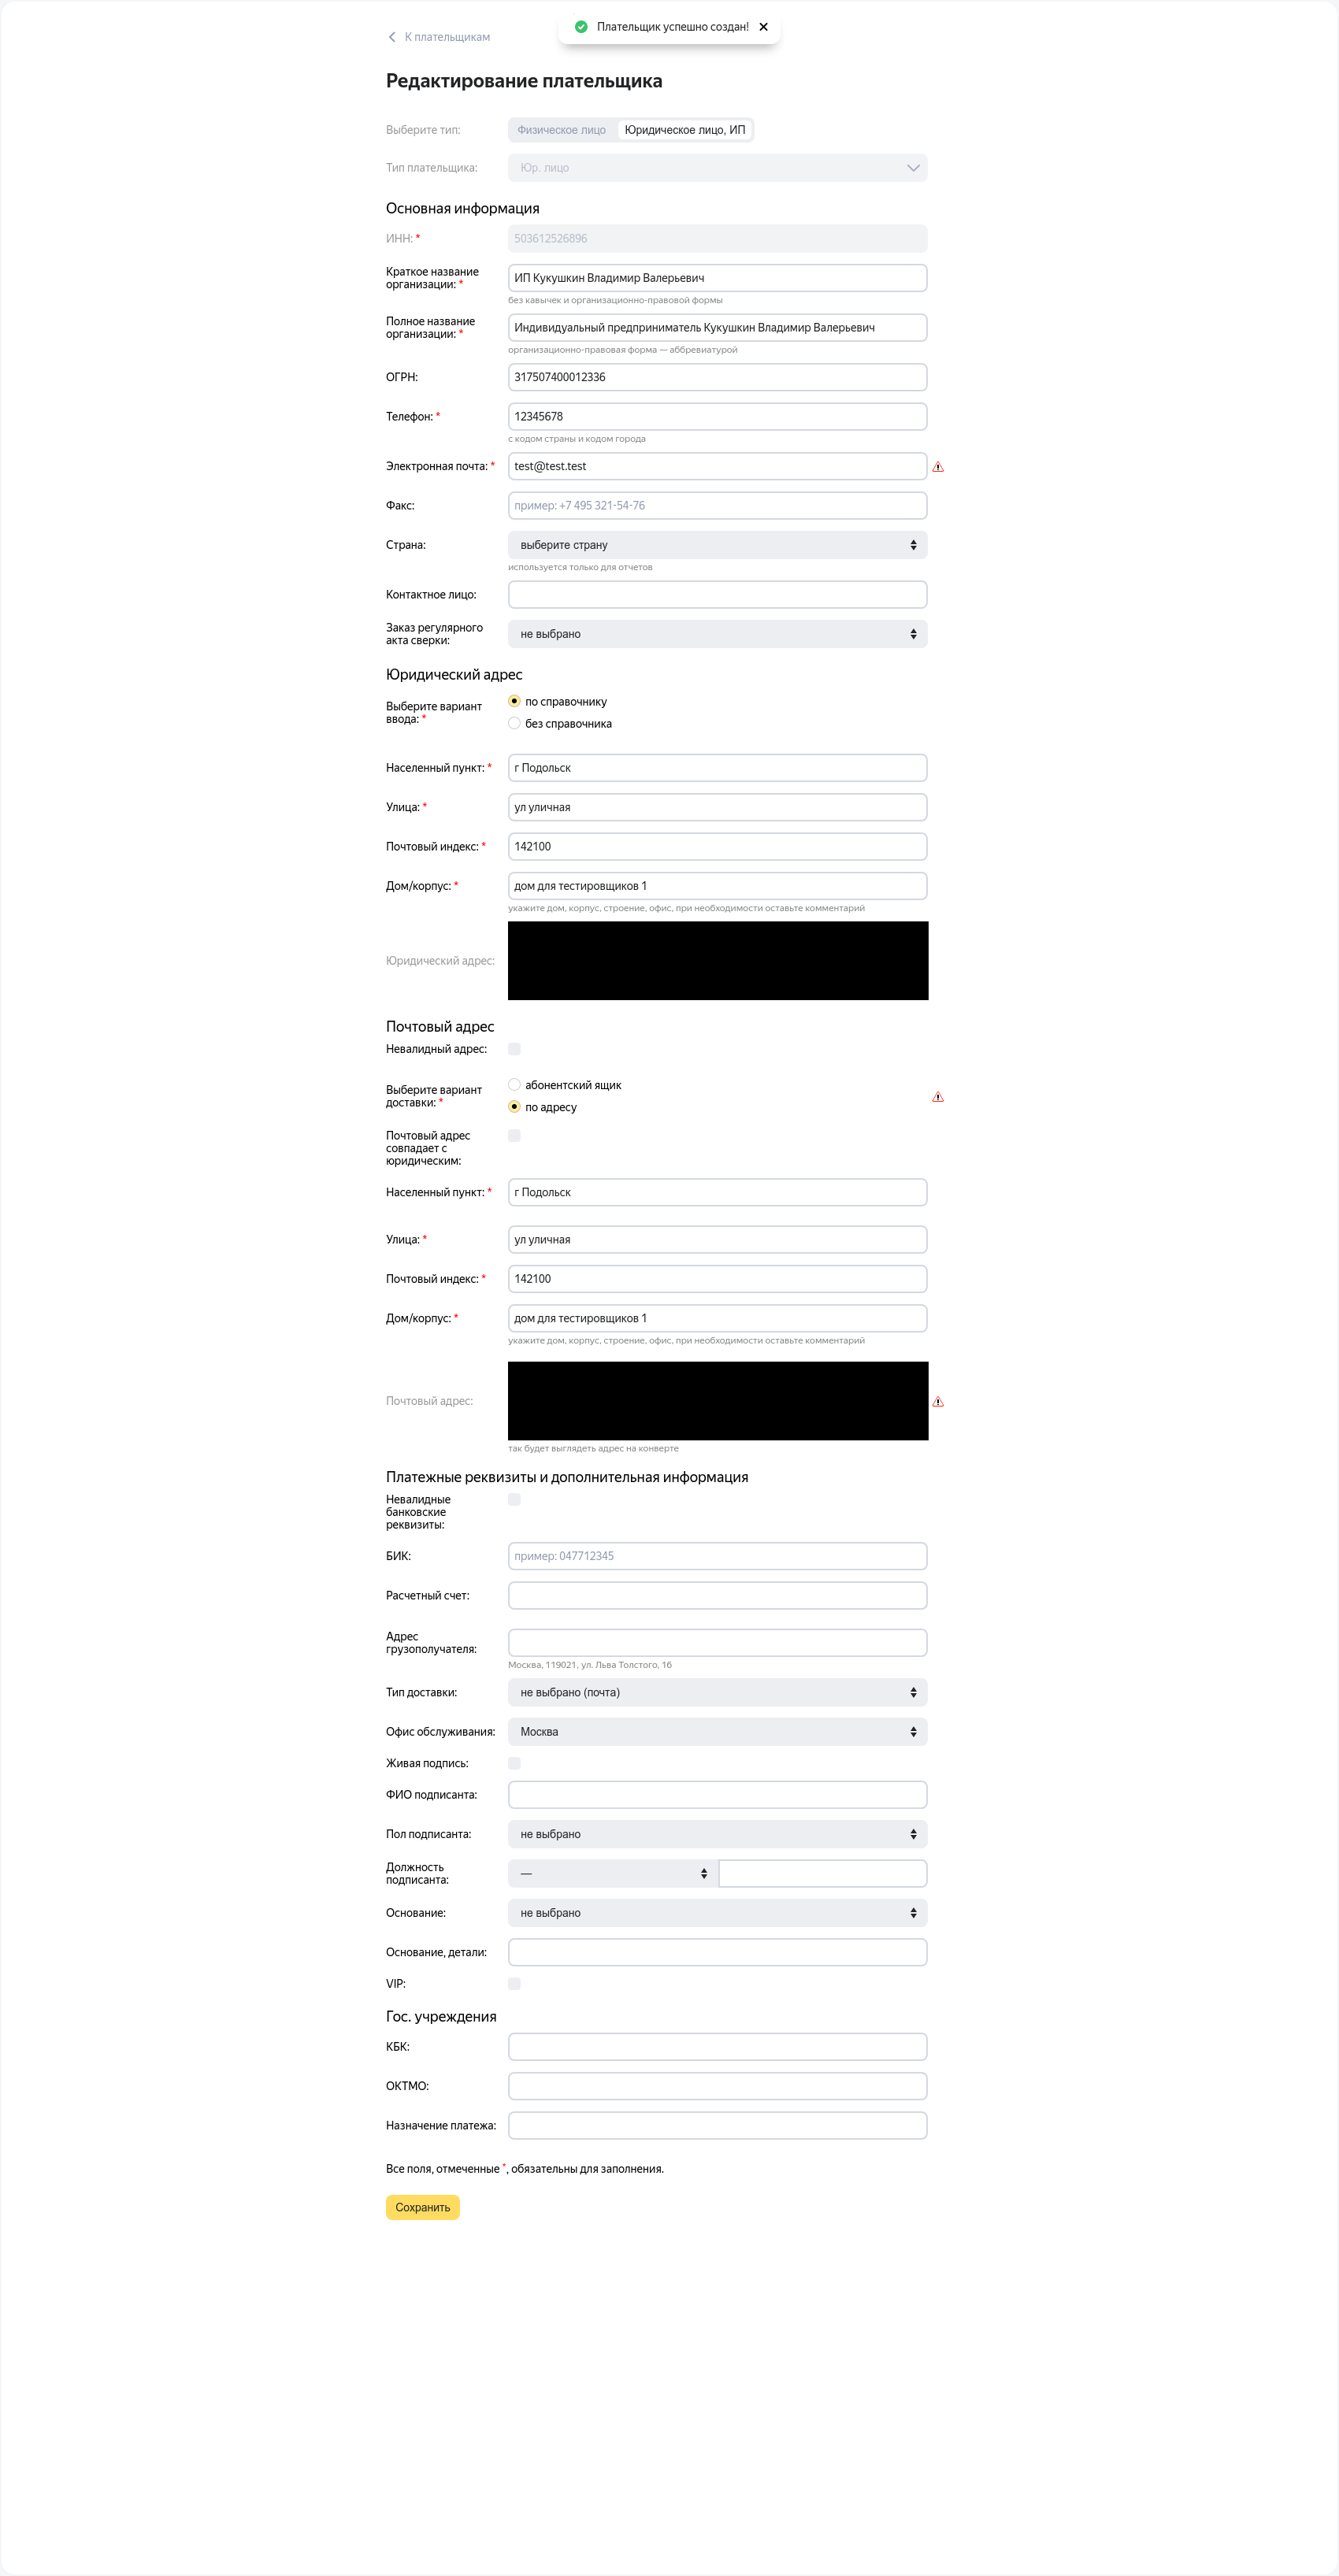 Плательщик успешно создан!
К плательщикам
Редактирование плательщика
Выберите тип:
Физическое лицо
Юридическое лицо, ИП
Тип плательщика:
Юр. лицо
Основная информация
ИНН: *
503612526896
Краткое название
организации: *
ИП Кукушкин Владимир Валерьевич
без кавычек и организационно-правовой формы
Полное название
организации: *
Индивидуальный предприниматель Кукушкин Владимир Валерьевич
организационно-правовая форма — аббревиатурой
ОГРН:
317507400012336
Телефон: *
12345678
с кодом страны и кодом города
Электронная почта: *
test@test.test
Факс:
пример: +7 495 321-54-76
Страна:
выберите страну
используется только для отчетов
Контактное лицо:
Заказ регулярного
акта сверки:
не выбрано
Юридический адрес
Выберите вариант
ввода: *
по справочнику
без справочника
Населенный пункт: *
г Подольск
Улица: *
ул уличная
Почтовый индекс: *
142100
Дом/корпус: *
дом для тестировщиков 1
укажите дом, корпус, строение, офис, при необходимости оставьте комментарий
Юридический адрес:
Почтовый адрес
Невалидный адрес:
Выберите вариант
доставки: *
абонентский ящик
по адресу
Почтовый адрес
совпадает с
юридическим:
Населенный пункт: *
г Подольск
Улица: *
ул уличная
Почтовый индекс: *
142100
Дом/корпус: *
дом для тестировщиков 1
укажите дом, корпус, строение, офис, при необходимости оставьте комментарий
Почтовый адрес:
так будет выглядеть адрес на конверте
Платежные реквизиты и дополнительная информация
Невалидные
банковские
реквизиты:
БИК:
пример: 047712345
Расчетный счет:
Адрес
грузополучателя:
Москва, 119021, ул. Льва Толстого, 16
Тип доставки:
не выбрано (почта)
Офис обслуживания:
Москва
Живая подпись:
ФИО подписанта:
Пол подписанта:
не выбрано
Должность
подписанта:
—
Основание:
не выбрано
Основание, детали:
VIP:
Гос. учреждения
КБК:
ОКТМО:
Назначение платежа:
Все поля, отмеченные *, обязательны для заполнения.
Сохранить